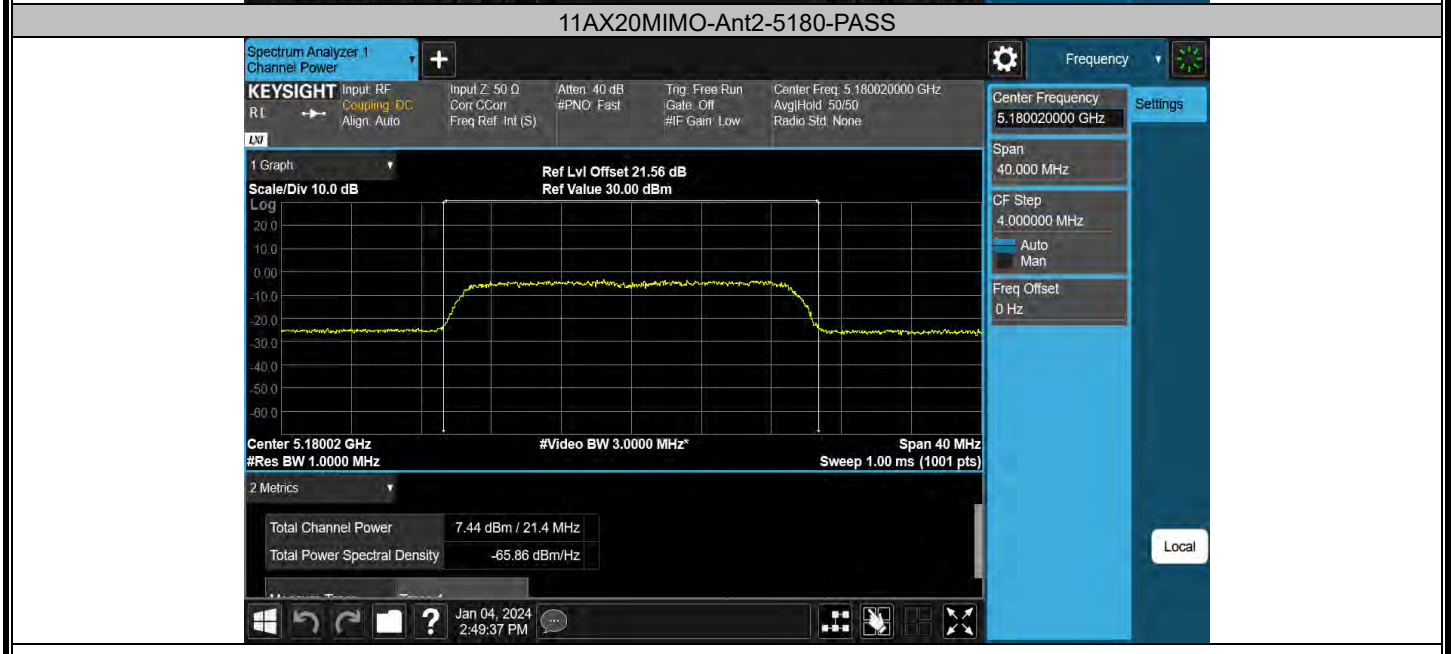 11AX20MIMO-Ant2-5180-PASS
Spectrum Analyzer 1
Channel Power
+
Frequency
KEYSIGHT
RL
LXI
Input: RF
Coupling: DC
Align: Auto
Input Z: 50 Ω
Corr CCorr
Freq Ref: Int (S)
Atten: 40 dB
#PNO: Fast
Trig: Free Run
Gate: Off
#IF Gain: Low
Center Freq: 5.180020000 GHz
Avg|Hold: 50/50
Radio Std: None
Center Frequency
5.180020000 GHz
Settings
Span
40.000 MHz
CF Step
4.000000 MHz
Auto
Man
Freq Offset
0 Hz
1 Graph
Scale/Div 10.0 dB
Ref Lvl Offset 21.56 dB
Ref Value 30.00 dBm
Log
20.0
10.0
0.00
-10.0
-20.0
-30.0
-40.0
-50.0
-60.0
Center 5.18002 GHz
#Video BW 3.0000 MHz*
Span 40 MHz
#Res BW 1.0000 MHz
Sweep 1.00 ms (1001 pts)
2 Metrics
Total Channel Power 7.44 dBm / 21.4 MHz
Total Power Spectral Density -65.86 dBm/Hz
Local
?
Jan 04, 2024
2:49:37 PM